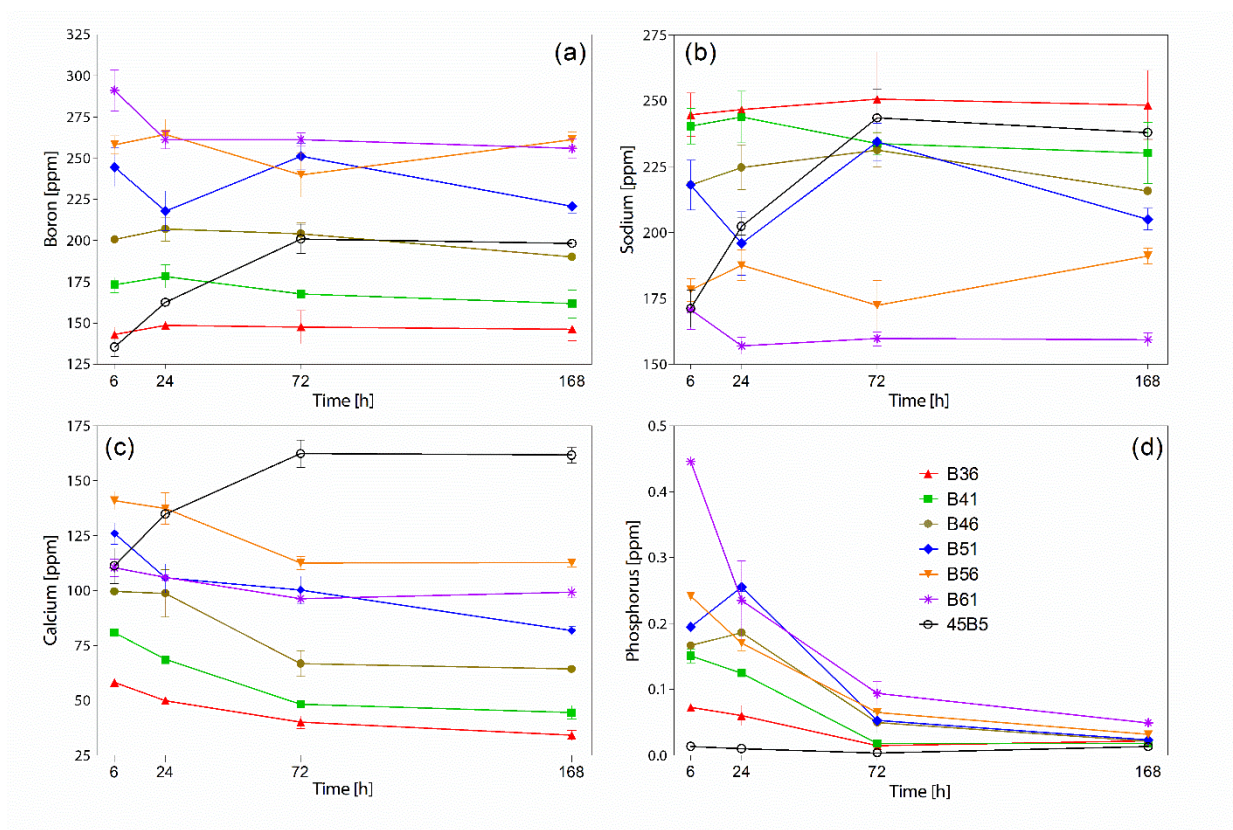 (a)
Boron [ppm]
325
300
275
250
225
200
175
150
125
6 24 72 168
Time [h]
(b)
Sodium [ppm]
275
250
225
200
175
150
6 24 72 168
Time [h]
(c)
Calcium [ppm]
175
150
125
100
75
50
25
6 24 72 168
Time [h]
(d)
Phosphorus [ppm]
0.5
0.4
0.3
0.2
0.1
0.0
6 24 72 168
Time [h]
B36
B41
B46
B51
B56
B61
45B5